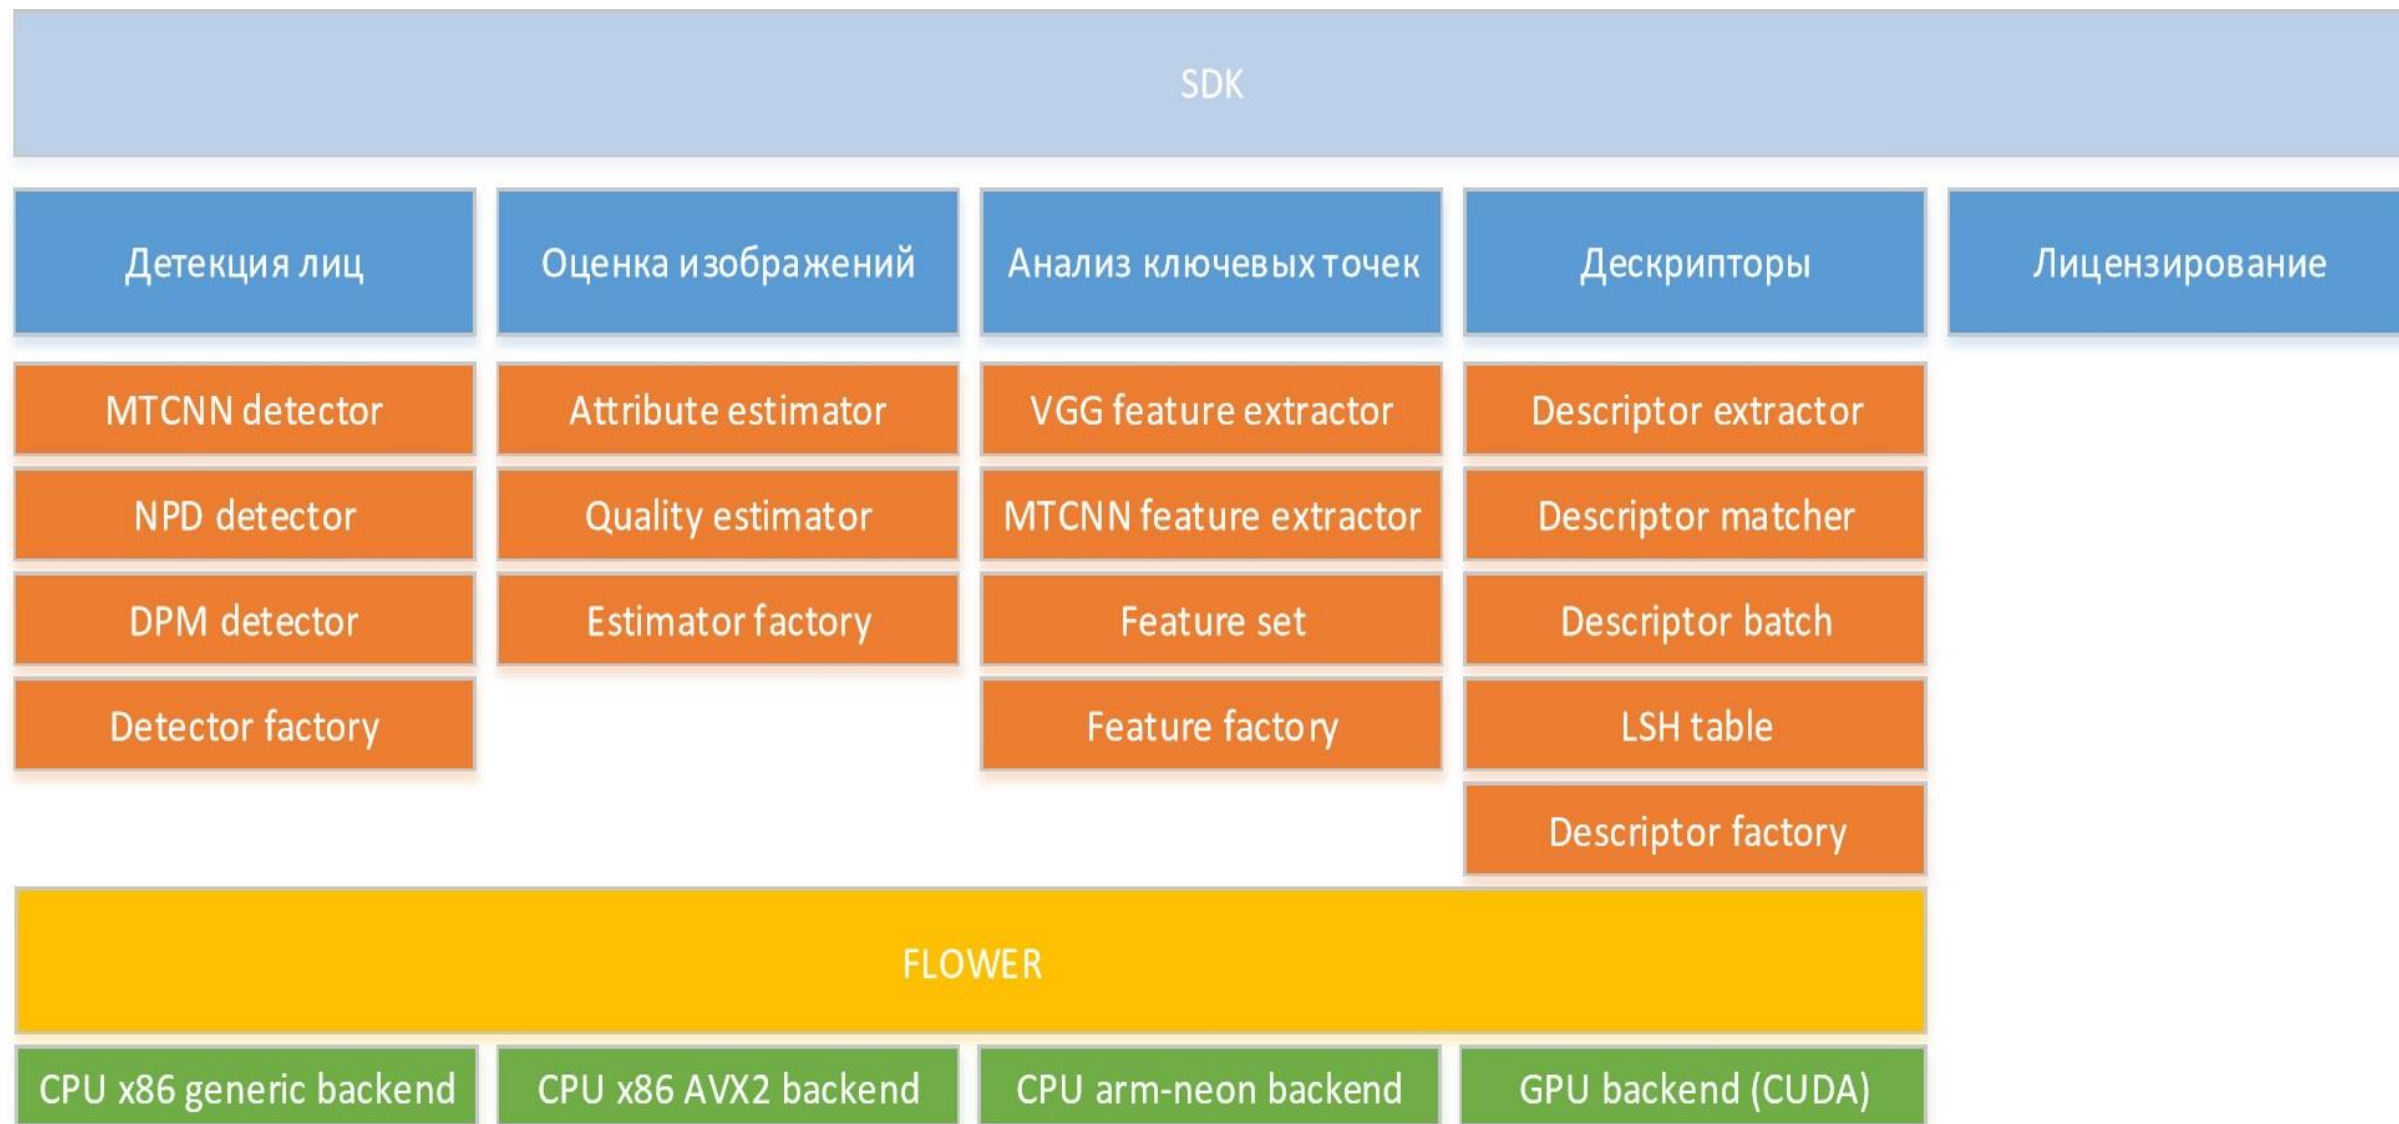 SDK
Детекция лиц
Оценка изображений
Анализ ключевых точек
Дескрипторы
Лицензирование
MTCNN detector
Attribute estimator
VGG feature extractor
Descriptor extractor
NPD detector
Quality estimator
MTCNN feature extractor
Descriptor matcher
DPM detector
Estimator factory
Feature set
Descriptor batch
Detector factory
Feature factory
LSH table
Descriptor factory
FLOWER
CPU x86 generic backend
CPU x86 AVX2 backend
CPU arm-neon backend
GPU backend (CUDA)